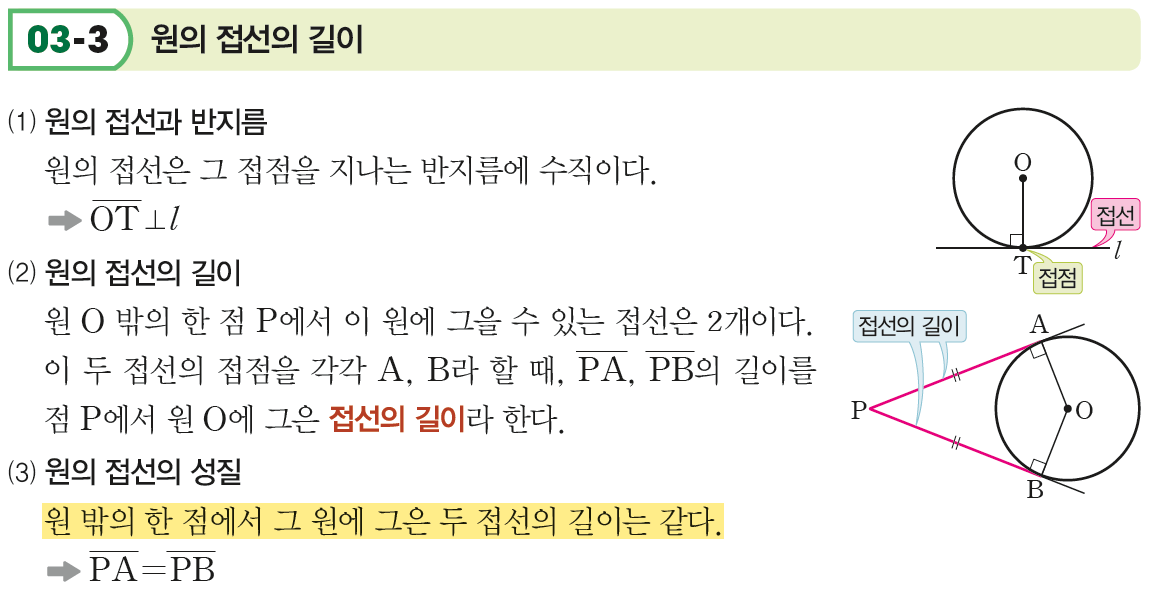 03-3 원의 접선의 길이
(1) 원의 접선과 반지름
원의 접선은 그 접점을 지나는 반지름에 수직이다.
➡ O̅T̅⊥l
O
접선
l
T
접점
(2) 원의 접선의 길이
원 O 밖의 한 점 P에서 이 원에 그을 수 있는 접선은 2개이다.
이 두 접선의 접점을 각각 A, B라 할 때, P̅A̅, P̅B̅의 길이를
점 P에서 원 O에 그은 접선의 길이라 한다.
접선의 길이
A
P
O
B
(3) 원의 접선의 성질
원 밖의 한 점에서 그 원에 그은 두 접선의 길이는 같다.
➡ P̅A̅=P̅B̅